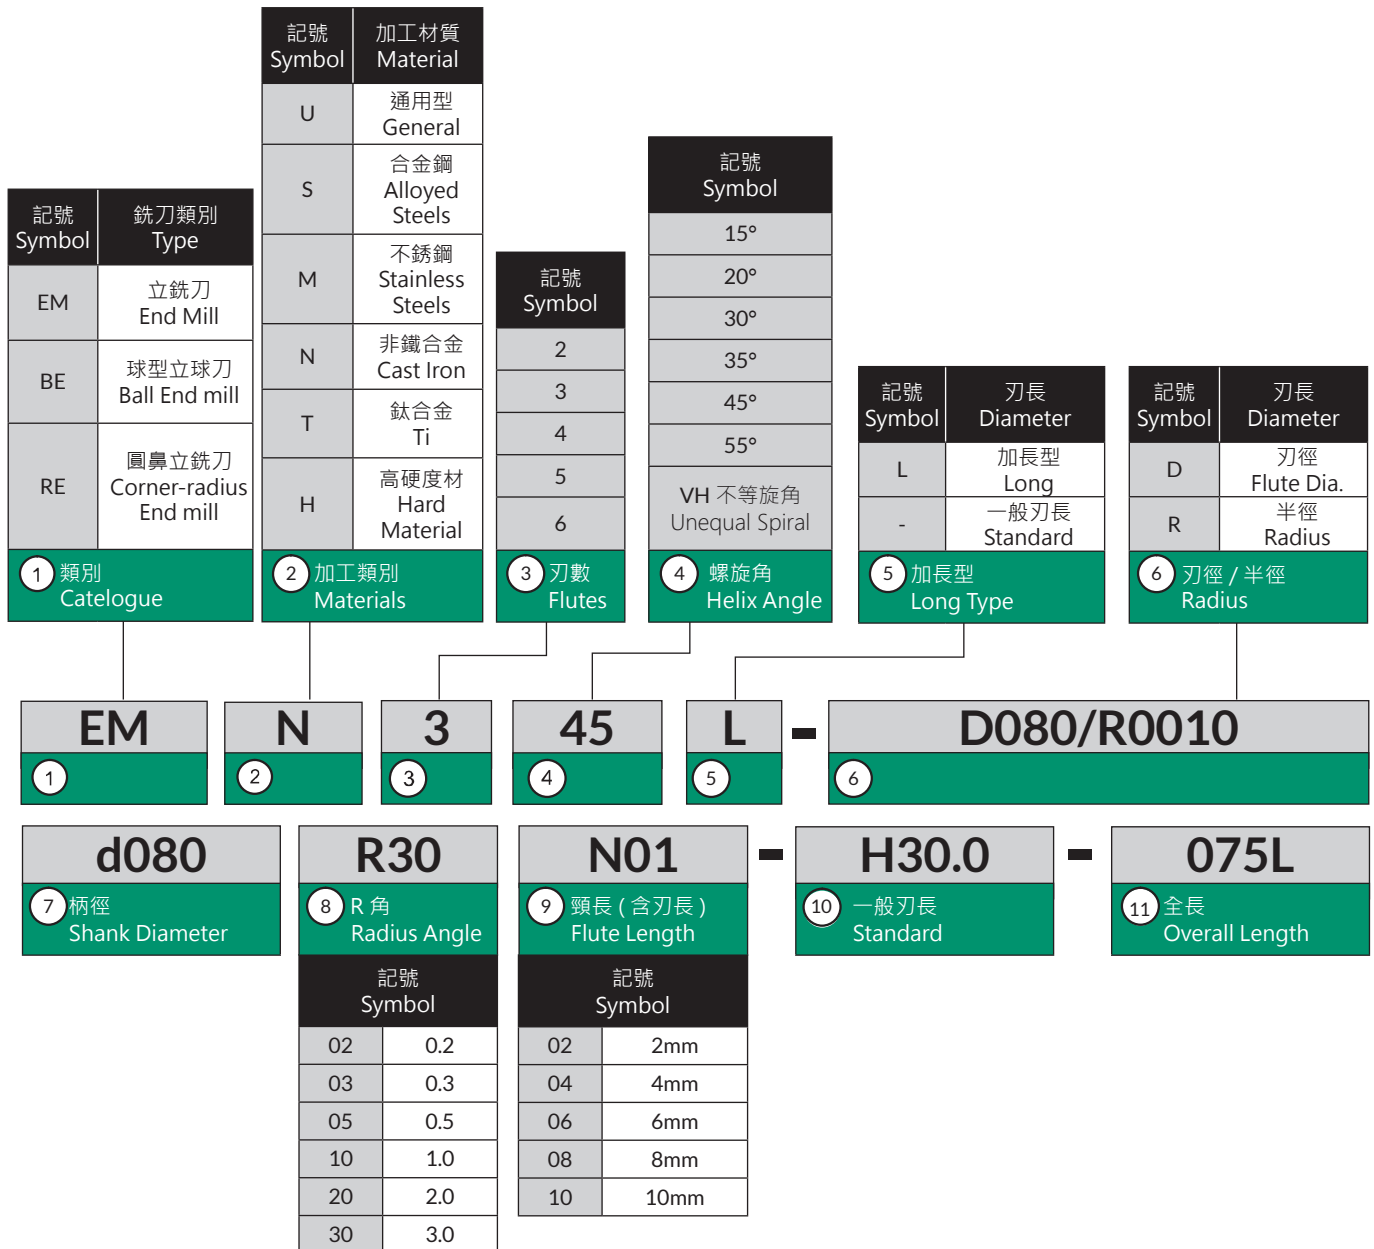 記號 Symbol
加工材質 Material
U
通用型 General
S
合金鋼
Alloyed
Steels
M
不銹鋼
Stainless
Steels
N
非鐵合金
Cast Iron
T
鈦合金
Ti
H
高硬度材
Hard
Material
2 加工類別
Materials
記號 Symbol
銑刀類別 Type
EM
立銑刀
End Mill
BE
球型立球刀
Ball End mill
RE
圓鼻立銑刀
Corner-radius
End mill
1 類別
Catelogue
記號
Symbol
2
3
4
5
6
3 刃數
Flutes
記號
Symbol
15°
20°
30°
35°
45°
55°
VH 不等旋角
Unequal Spiral
4 螺旋角
Helix Angle
記號 Symbol
刃長 Diameter
L
加長型
Long
-
一般刃長
Standard
5 加長型
Long Type
記號 Symbol
刃長 Diameter
D
刃徑
Flute Dia.
R
半徑
Radius
6 刃徑 / 半徑
Radius
EM N 3 45 L - D080/R0010
1 2 3 4 5 6
d080 R30 N01 - H30.0 - 075L
7 柄徑
Shank Diameter
8 R 角
Radius Angle
9 頸長 ( 含刃長 )
Flute Length
10 一般刃長
Standard
11 全長
Overall Length
記號
Symbol
02 0.2
03 0.3
05 0.5
10 1.0
20 2.0
30 3.0
記號
Symbol
02 2mm
04 4mm
06 6mm
08 8mm
10 10mm